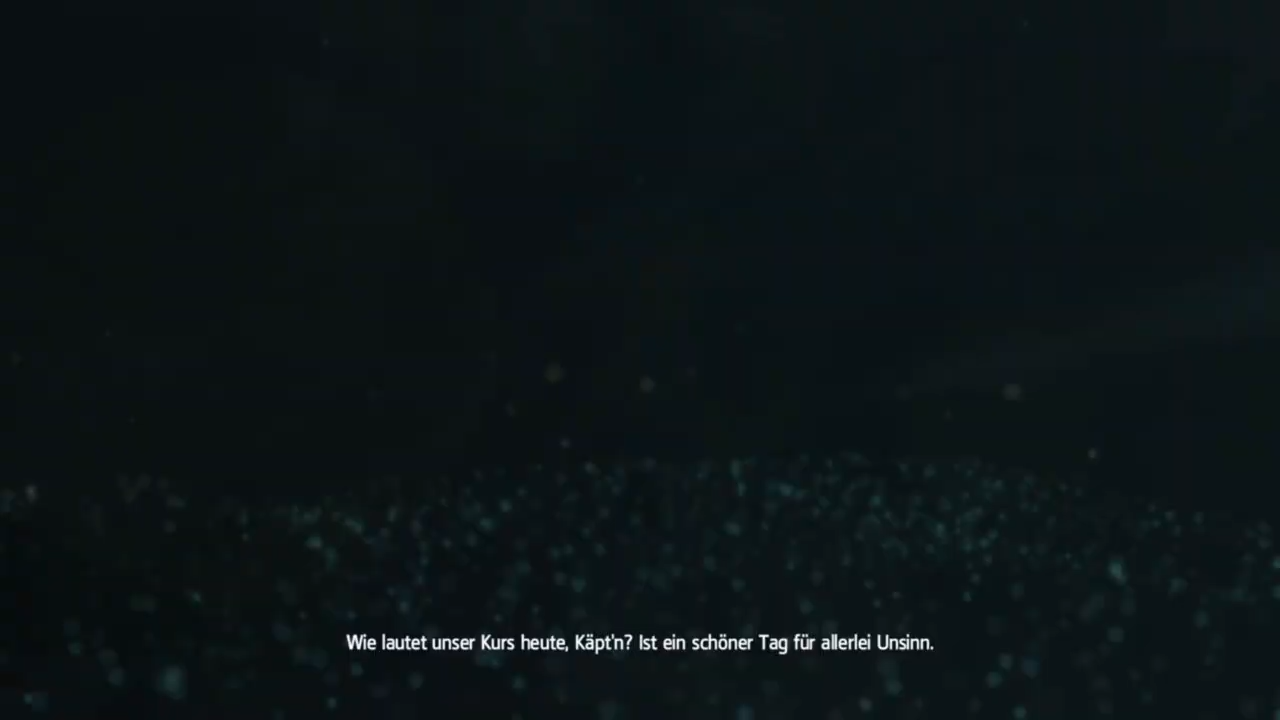 Wie lautet unser Kurs heute, Käpt'n? Ist ein schöner Tag für allerlei Unsinn.